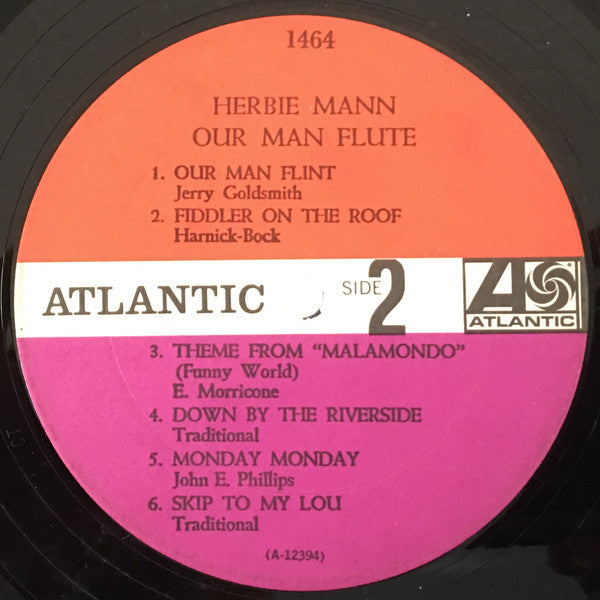 1464
HERBIE MANN
OUR MAN FLUTE
1. OUR MAN FLINT
Jerry Goldsmith
2. FIDDLER ON THE ROOF
Harnick-Bock
ATLANTIC
SIDE 2
ATLANTIC
3. THEME FROM "MALAMONDO"
(Funny World)
E. Morricone
4. DOWN BY THE RIVERSIDE
Traditional
5. MONDAY MONDAY
John E. Phillips
6. SKIP TO MY LOU
Traditional
(A-12394)